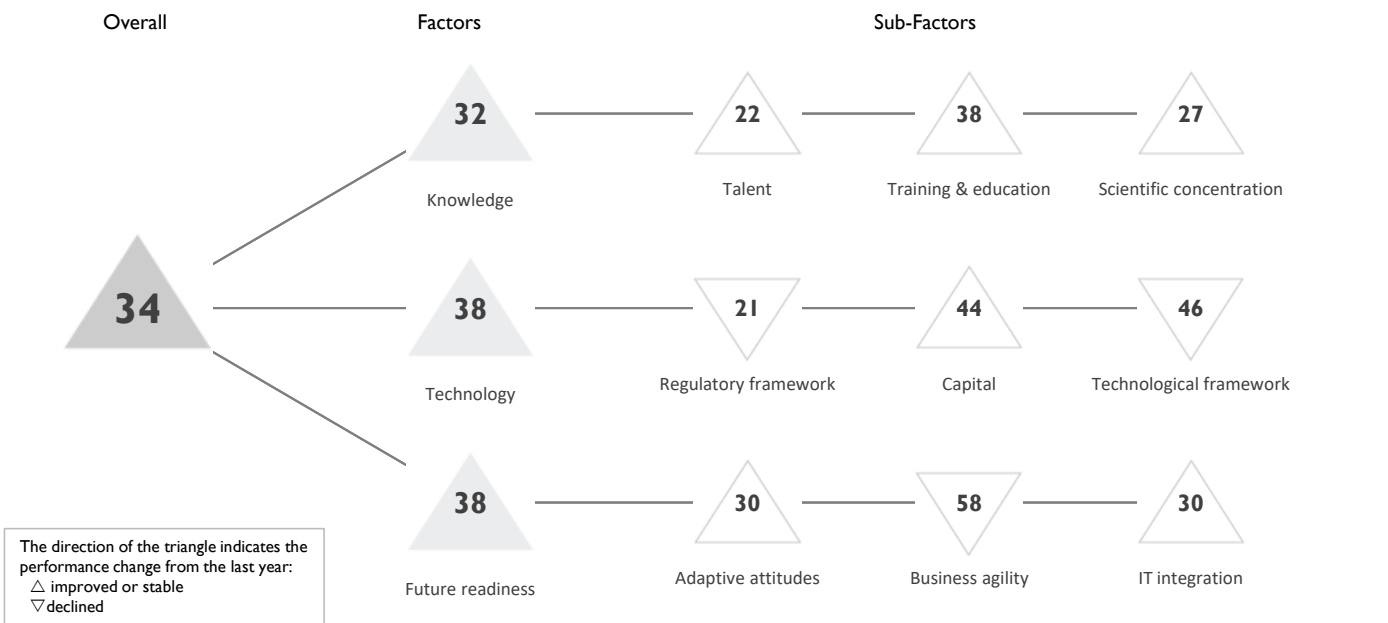 Overall Factors Sub-Factors
32 22 38 27
Knowledge Talent Training & education Scientific concentration
34 38 21 44 46
Technology Regulatory framework Capital Technological framework
38 30 58 30
Future readiness Adaptive attitudes Business agility IT integration
The direction of the triangle indicates the
performance change from the last year:
△ improved or stable
▽ declined